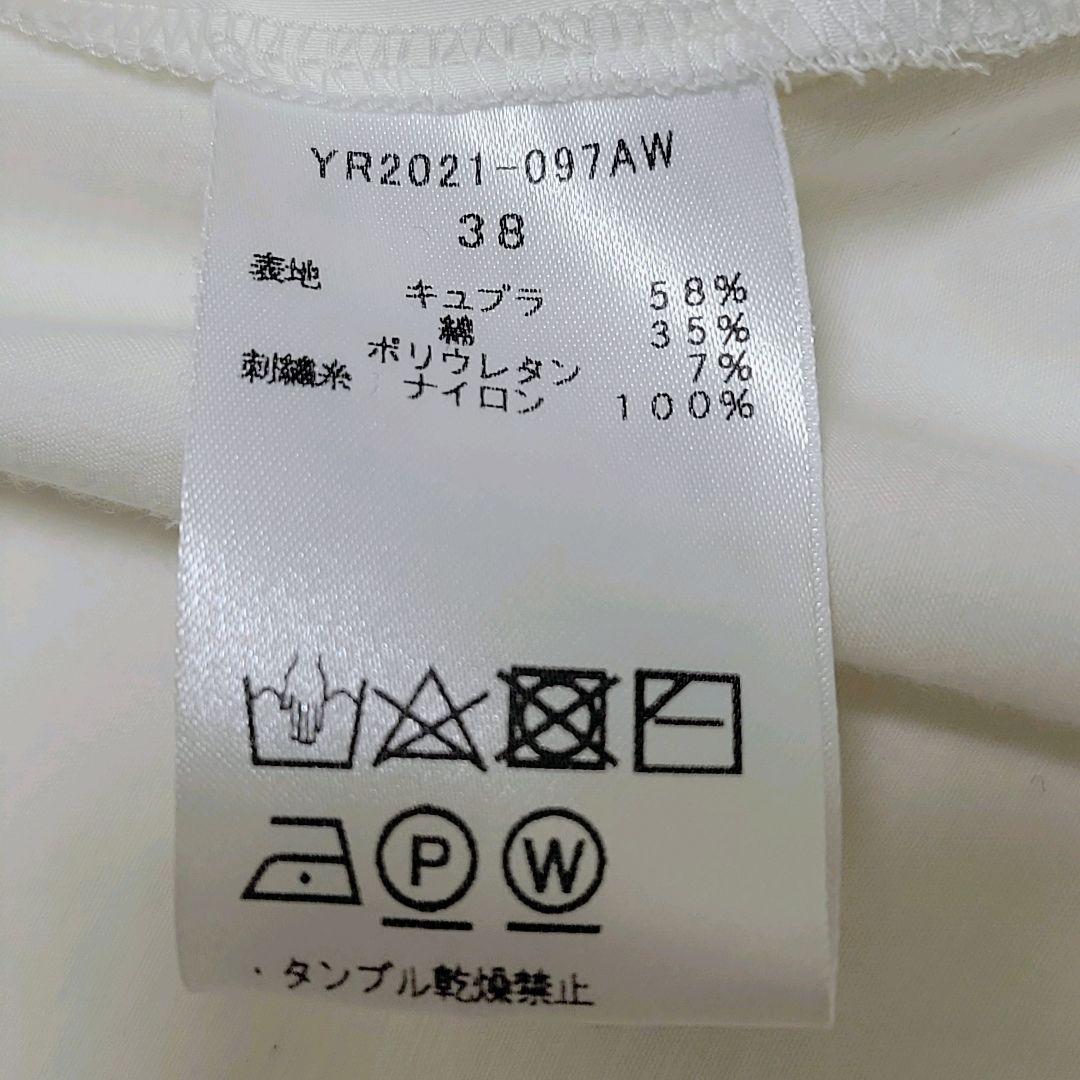 YR2021-097AW
38
表地 キュプラ 58%
綿 35%
ポリウレタン 7%
刺繍糸 ナイロン 100%
P W
・タンブル乾燥禁止